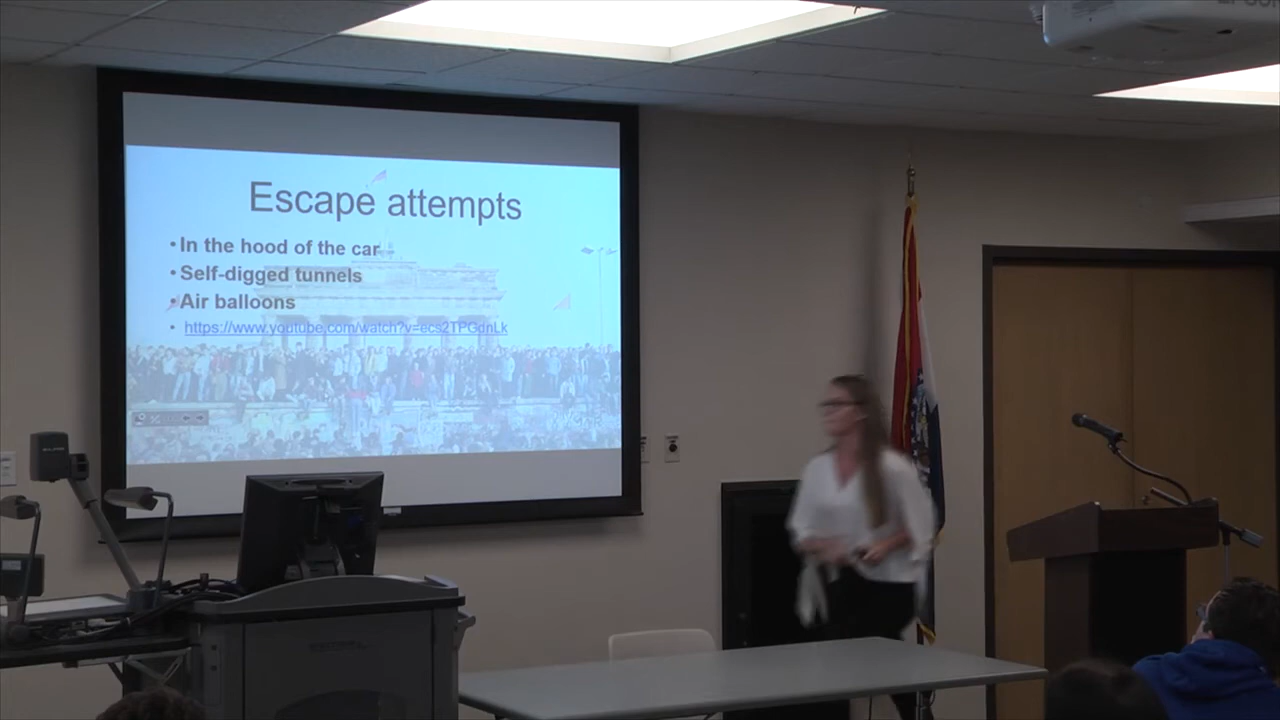 Escape attempts
• In the hood of the car
• Self-digged tunnels
• Air balloons
• https://www.youtube.com/watch?v=ecs2TPGdnLk